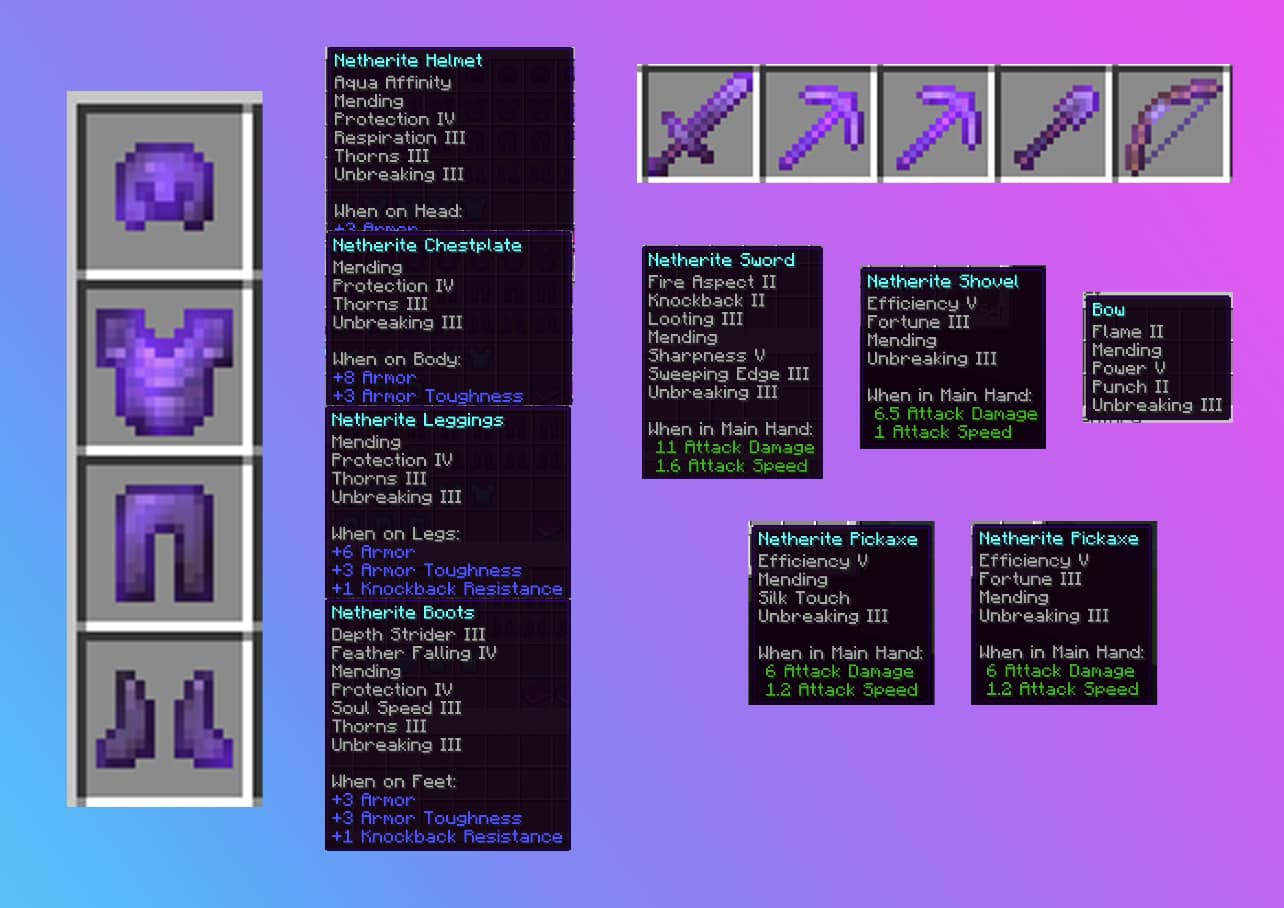 Netherite Helmet
Aqua Affinity
Mending
Protection IV
Respiration III
Thorns III
Unbreaking III
When on Head:
+3 Armor
Netherite Chestplate
Mending
Protection IV
Thorns III
Unbreaking III
When on Body:
+8 Armor
+3 Armor Toughness
Netherite Leggings
Mending
Protection IV
Thorns III
Unbreaking III
When on Legs:
+6 Armor
+3 Armor Toughness
+1 Knockback Resistance
Netherite Boots
Depth Strider III
Feather Falling IV
Mending
Protection IV
Soul Speed III
Thorns III
Unbreaking III
When on Feet:
+3 Armor
+3 Armor Toughness
+1 Knockback Resistance
Netherite Sword
Fire Aspect II
Knockback II
Looting III
Mending
Sharpness V
Sweeping Edge III
Unbreaking III
When in Main Hand:
11 Attack Damage
1.6 Attack Speed
Netherite Shovel
Efficiency V
Fortune III
Mending
Unbreaking III
When in Main Hand:
6.5 Attack Damage
1 Attack Speed
Bow
Flame II
Mending
Power V
Punch II
Unbreaking III
Netherite Pickaxe
Efficiency V
Mending
Silk Touch
Unbreaking III
When in Main Hand:
6 Attack Damage
1.2 Attack Speed
Netherite Pickaxe
Efficiency V
Fortune III
Mending
Unbreaking III
When in Main Hand:
6 Attack Damage
1.2 Attack Speed